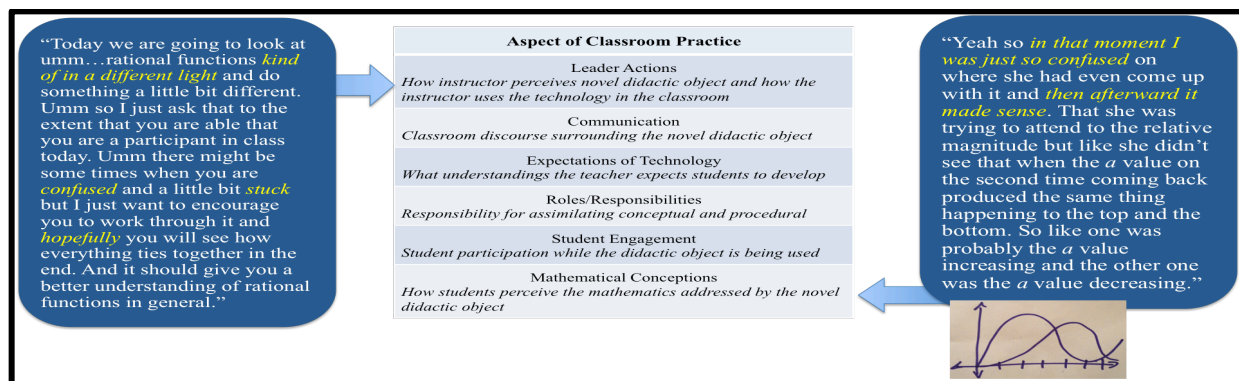 “Today we are going to look at
umm…rational functions kind
of in a different light and do
something a little bit different.
Umm so I just ask that to the
extent that you are able that
you are a participant in class
today. Umm there might be
some times when you are
confused and a little bit stuck
but I just want to encourage
you to work through it and
hopefully you will see how
everything ties together in the
end. And it should give you a
better understanding of rational
functions in general.”
Aspect of Classroom Practice
Leader Actions
How instructor perceives novel didactic object and how the
instructor uses the technology in the classroom
Communication
Classroom discourse surrounding the novel didactic object
Expectations of Technology
What understandings the teacher expects students to develop
Roles/Responsibilities
Responsibility for assimilating conceptual and procedural
Student Engagement
Student participation while the didactic object is being used
Mathematical Conceptions
How students perceive the mathematics addressed by the novel
didactic object
“Yeah so in that moment I
was just so confused on
where she had even come up
with it and then afterward it
made sense. That she was
trying to attend to the relative
magnitude but like she didn’t
see that when the a value on
the second time coming back
produced the same thing
happening to the top and the
bottom. So like one was
probably the a value
increasing and the other one
was the a value decreasing.”